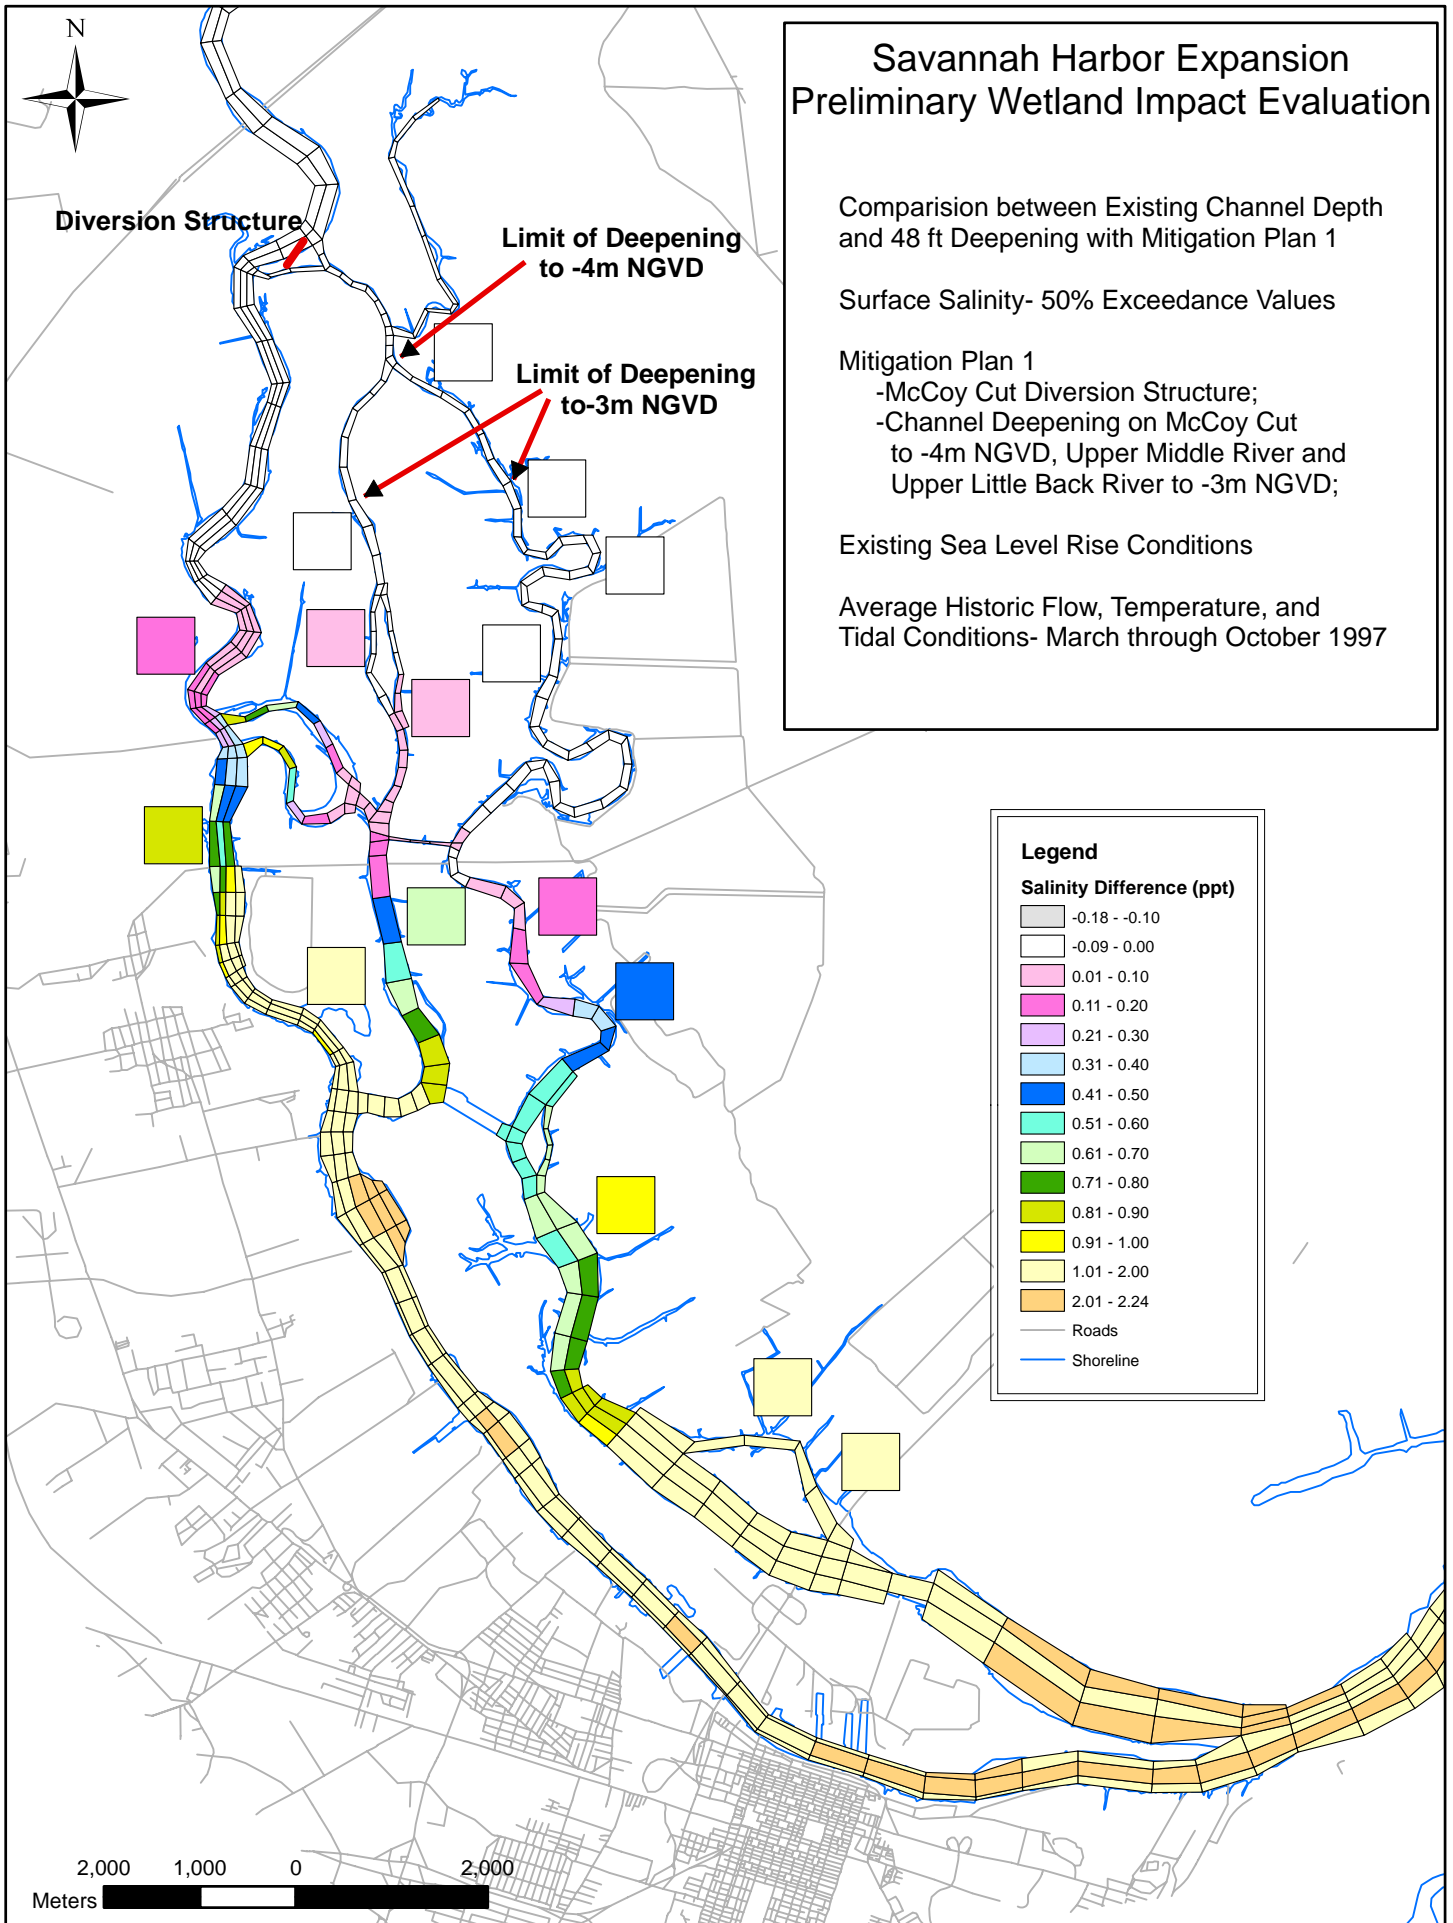 N
Savannah Harbor Expansion
Preliminary Wetland Impact Evaluation
Comparision between Existing Channel Depth
and 48 ft Deepening with Mitigation Plan 1
Surface Salinity- 50% Exceedance Values
Mitigation Plan 1
-McCoy Cut Diversion Structure;
-Channel Deepening on McCoy Cut
to -4m NGVD, Upper Middle River and
Upper Little Back River to -3m NGVD;
Existing Sea Level Rise Conditions
Average Historic Flow, Temperature, and
Tidal Conditions- March through October 1997
Diversion Structure
Limit of Deepening
to -4m NGVD
Limit of Deepening
to-3m NGVD
Legend
Salinity Difference (ppt)
-0.18 - -0.10
-0.09 - 0.00
0.01 - 0.10
0.11 - 0.20
0.21 - 0.30
0.31 - 0.40
0.41 - 0.50
0.51 - 0.60
0.61 - 0.70
0.71 - 0.80
0.81 - 0.90
0.91 - 1.00
1.01 - 2.00
2.01 - 2.24
Roads
Shoreline
2,000 1,000 0 2,000
Meters